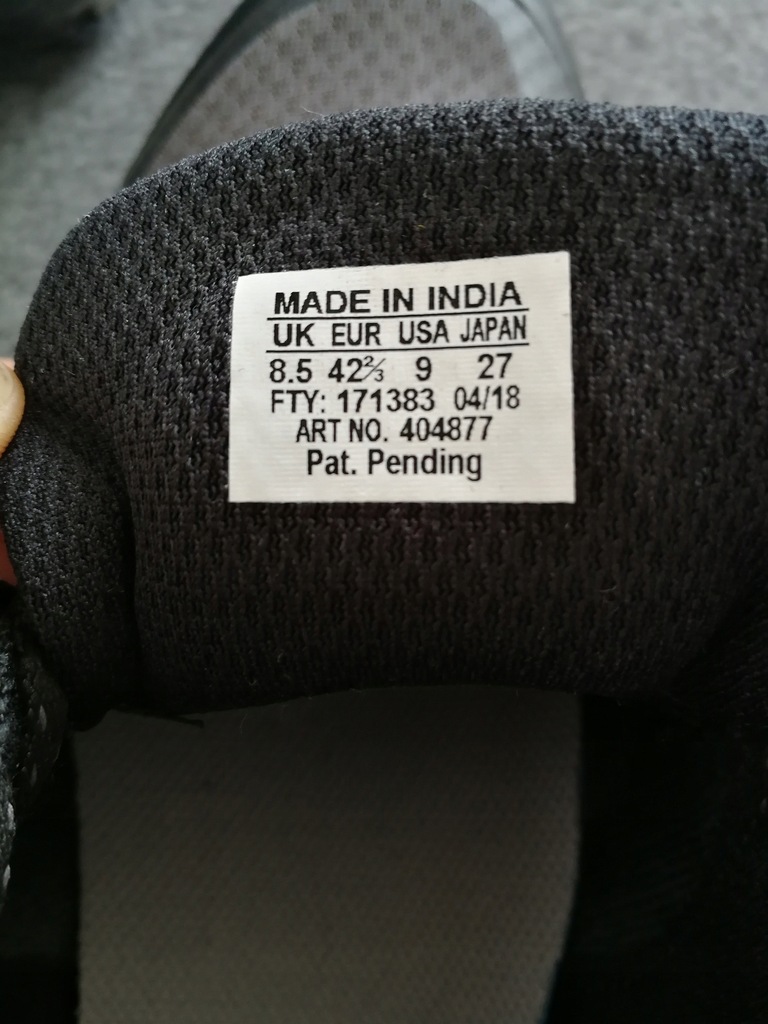 MADE IN INDIA
UK EUR USA JAPAN
8.5 42⅔ 9 27
FTY: 171383 04/18
ART NO. 404877
Pat. Pending